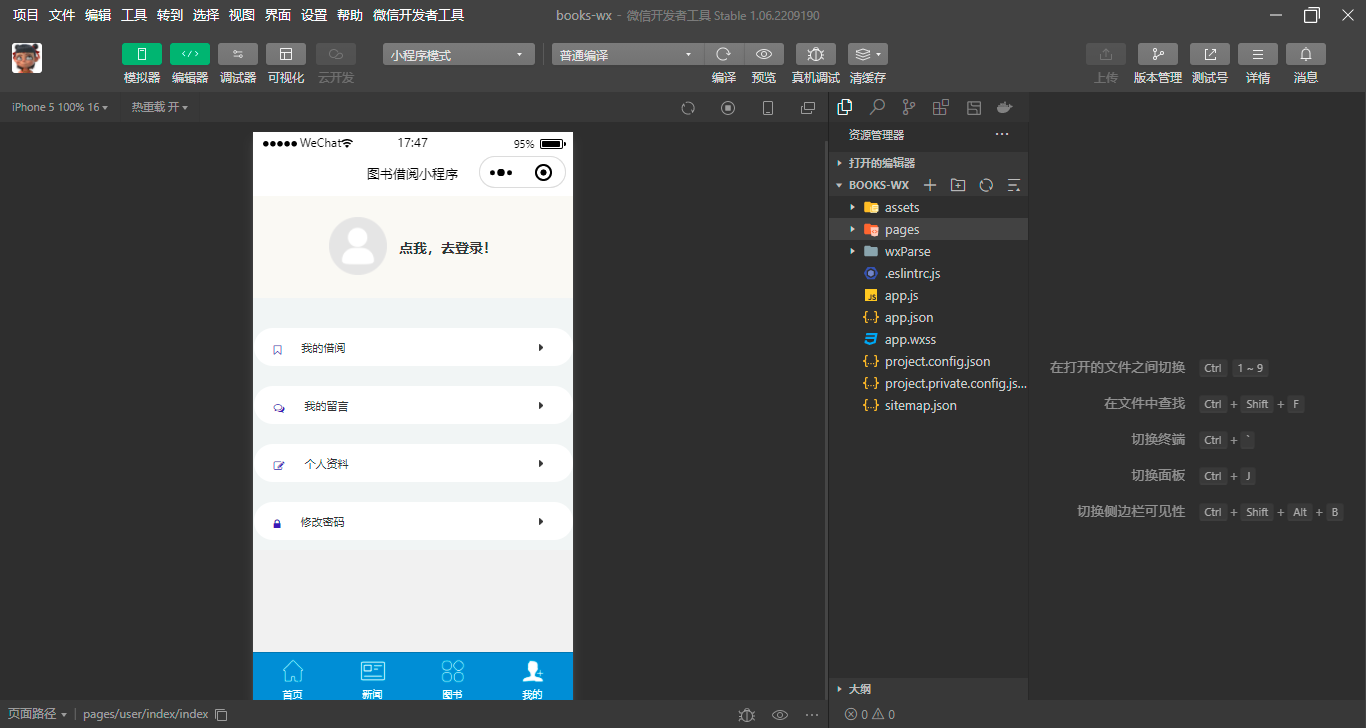 项目 文件 编辑 工具 转到 选择 视图 界面 设置 帮助 微信开发者工具
books-wx - 微信开发者工具 Stable 1.06.2209190
小程序模式
普通编译
模拟器 编辑器 调试器 可视化 云开发
编译 预览 真机调试 清缓存
上传 版本管理 测试号 详情 消息
iPhone 5 100% 16
热重载 开
WeChat
17:47
95%
图书借阅小程序
点我，去登录！
我的借阅
我的留言
个人资料
修改密码
首页 新闻 图书 我的
页面路径
pages/user/index/index
资源管理器
打开的编辑器
BOOKS-WX
assets
pages
wxParse
.eslintrc.js
JS app.js
{..} app.json
app.wxss
{..} project.config.json
{..} project.private.config.js...
{..} sitemap.json
大纲
0 0
在打开的文件之间切换 Ctrl 1 ~ 9
在文件中查找 Ctrl + Shift + F
切换终端 Ctrl + `
切换面板 Ctrl + J
切换侧边栏可见性 Ctrl + Shift + Alt + B